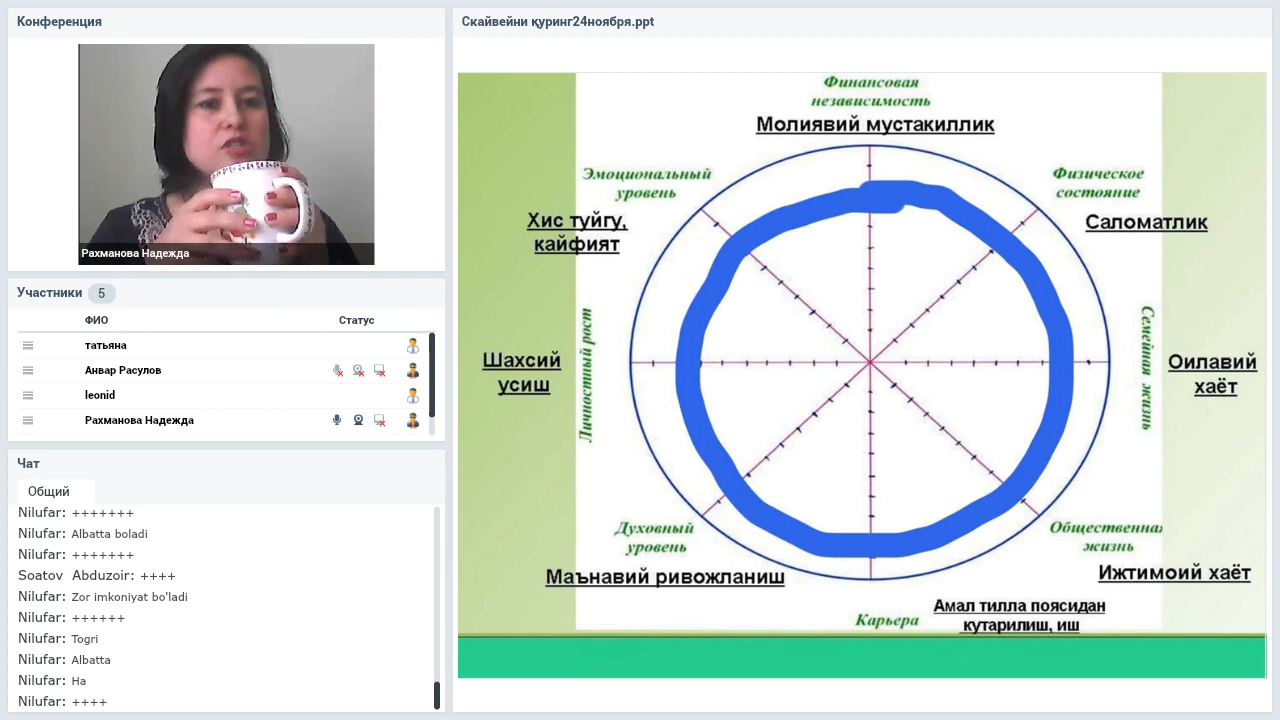 Конференция
Рахманова Надежда
Участники 5
ФИО Статус
татьяна
Анвар Расулов
leonid
Рахманова Надежда
Чат
Общий
Nilufar: +++++++
Nilufar: Albatta boladi
Nilufar: +++++++
Soatov Abduzoir: ++++
Nilufar: Zor imkoniyat bo'ladi
Nilufar: ++++++
Nilufar: Togri
Nilufar: Albatta
Nilufar: Ha
Nilufar: ++++
Скайвейни қуринг24ноября.ppt
Финансовая
независимость
Молиявий мустакиллик
Эмоциональный
уровень
Хис туйгу,
кайфият
Физическое
состояние
Саломатлик
Личностный рост
Шахсий
усиш
Семейная жизнь
Оилавий
хаёт
Духовный
уровень
Маънавий ривожланиш
Общественная
жизнь
Ижтимоий хаёт
Карьера
Амал тилла поясидан
кутарилиш, иш